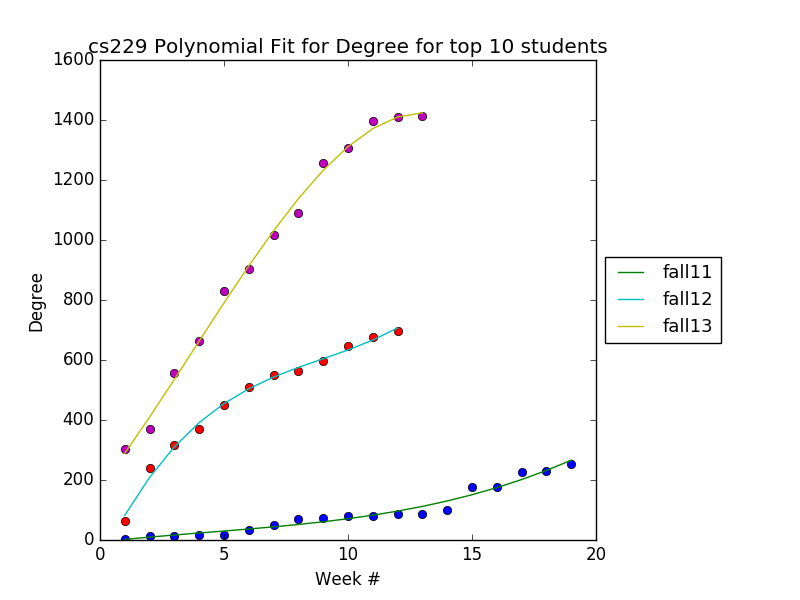 cs229 Polynomial Fit for Degree for top 10 students
1600
1400
1200
1000
800
600
400
200
0
Degree
0 5 10 15 20
Week #
fall11
fall12
fall13